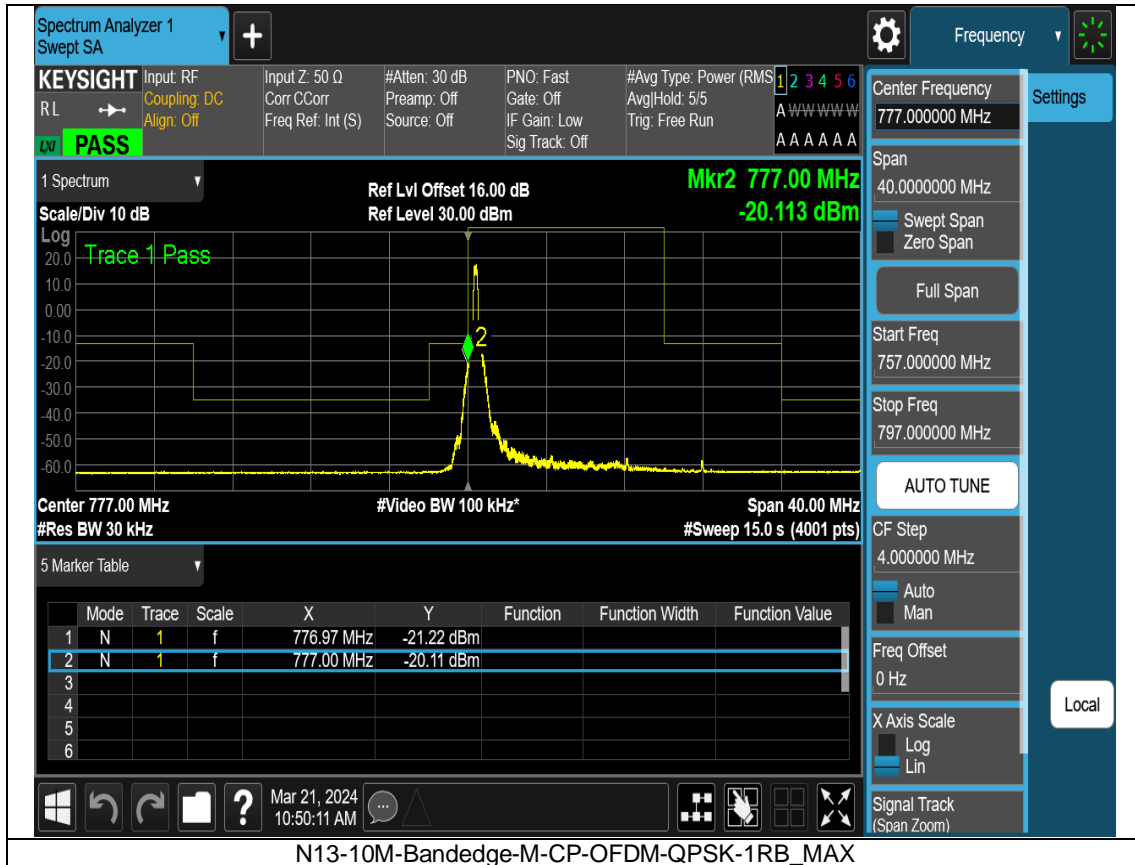 Spectrum Analyzer 1
Swept SA
+
Frequency
KEYSIGHT
RL
LXI PASS
Input: RF
Coupling: DC
Align: Off
Input Z: 50 Ω
Corr CCorr
Freq Ref: Int (S)
#Atten: 30 dB
Preamp: Off
Source: Off
PNO: Fast
Gate: Off
IF Gain: Low
Sig Track: Off
#Avg Type: Power (RMS
Avg|Hold: 5/5
Trig: Free Run
1 2 3 4 5 6
A W W W W W
A A A A A A
1 Spectrum
Scale/Div 10 dB
Ref Lvl Offset 16.00 dB
Ref Level 30.00 dBm
Mkr2 777.00 MHz
-20.113 dBm
Log
Trace 1 Pass
20.0
10.0
0.00
-10.0
-20.0
-30.0
-40.0
-50.0
-60.0
2
Center 777.00 MHz
#Video BW 100 kHz*
Span 40.00 MHz
#Res BW 30 kHz
#Sweep 15.0 s (4001 pts)
5 Marker Table
Mode Trace Scale X Y Function Function Width Function Value
1 N 1 f 776.97 MHz -21.22 dBm
2 N 1 f 777.00 MHz -20.11 dBm
3
4
5
6
?
Mar 21, 2024
10:50:11 AM
Center Frequency
777.000000 MHz
Settings
Span
40.0000000 MHz
Swept Span
Zero Span
Full Span
Start Freq
757.000000 MHz
Stop Freq
797.000000 MHz
AUTO TUNE
CF Step
4.000000 MHz
Auto
Man
Freq Offset
0 Hz
X Axis Scale
Log
Lin
Local
Signal Track
(Span Zoom)
N13-10M-Bandedge-M-CP-OFDM-QPSK-1RB_MAX